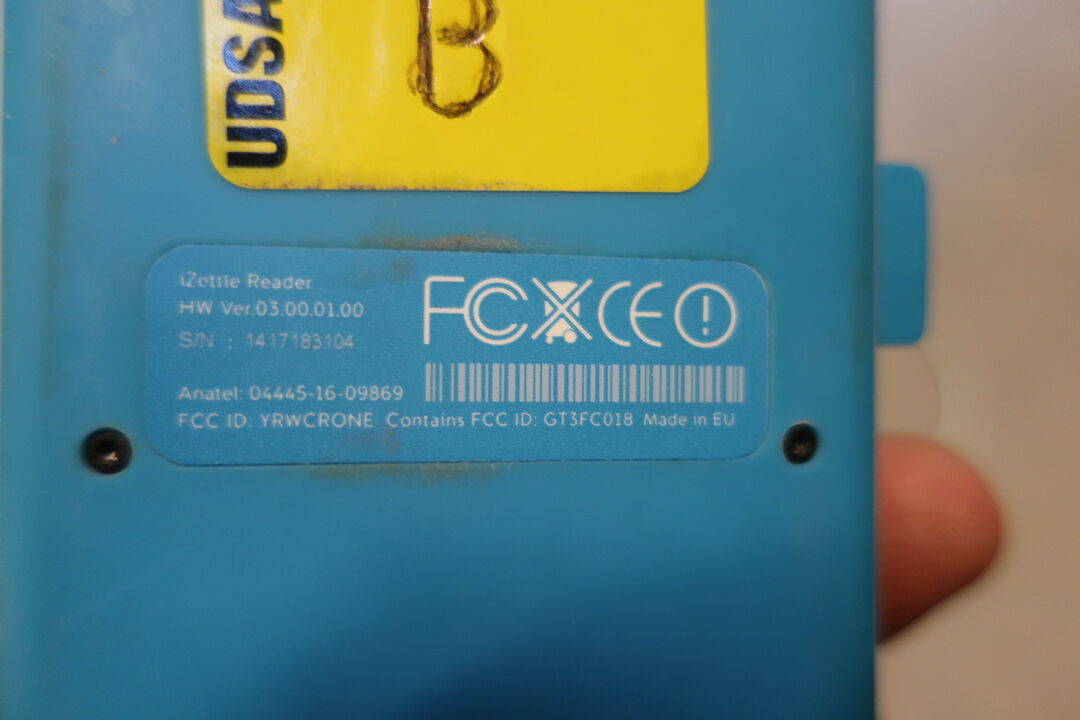 UDSA
B
iZettle Reader
HW Ver.03.00.01.00
S/N : 1417183104
Anatel: 04445-16-09869
FCC ID: YRWCRONE Contains FCC ID: GT3FC018 Made in EU
FC CE !